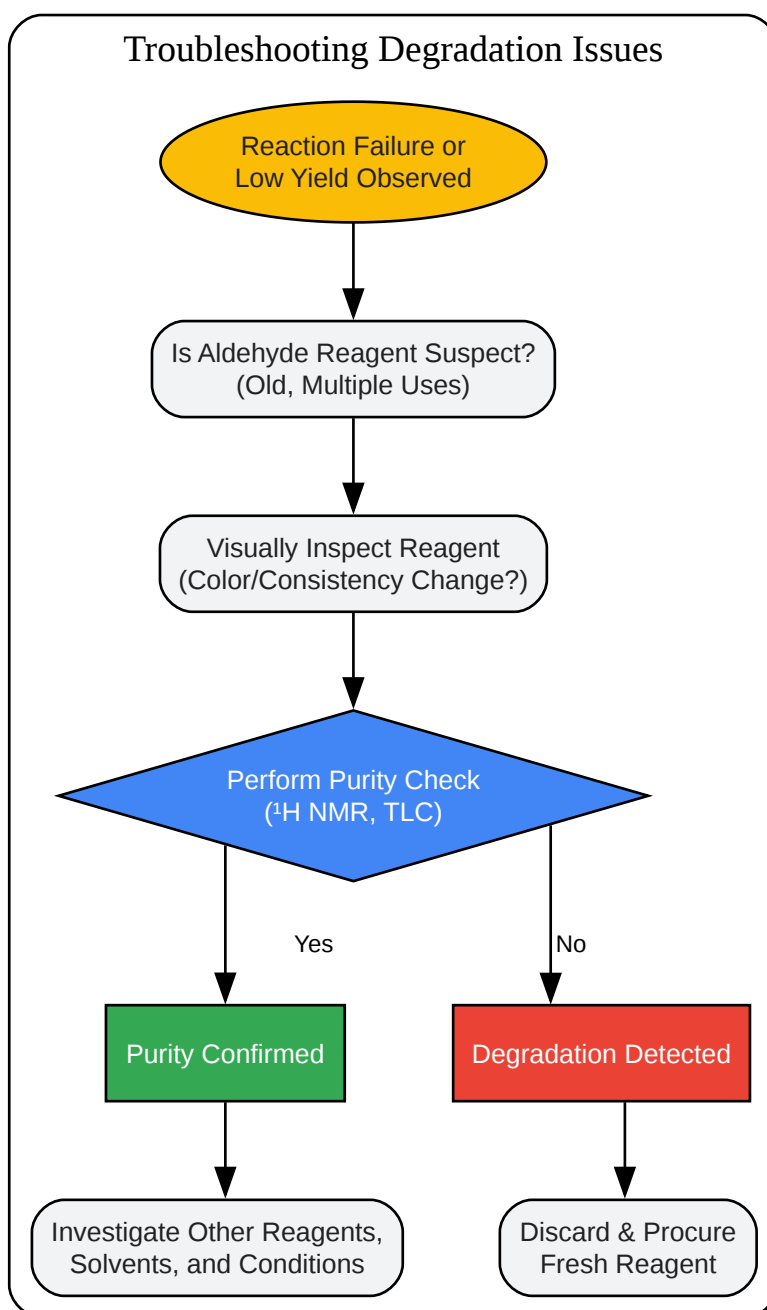 Troubleshooting Degradation Issues
Reaction Failure or
Low Yield Observed
Is Aldehyde Reagent Suspect?
(Old, Multiple Uses)
Visually Inspect Reagent
(Color/Consistency Change?)
Perform Purity Check
(¹H NMR, TLC)
Yes
No
Purity Confirmed
Degradation Detected
Investigate Other Reagents,
Solvents, and Conditions
Discard & Procure
Fresh Reagent